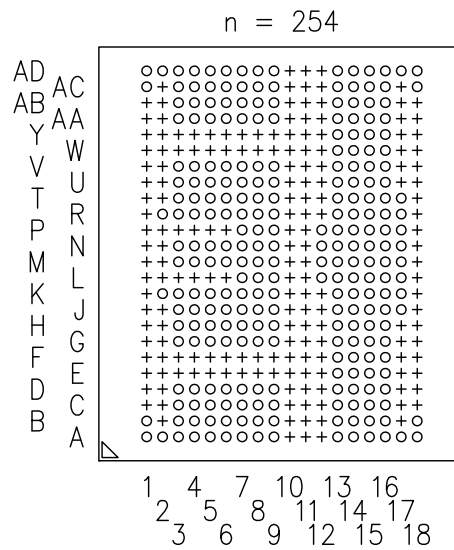 n = 254
AD
AC
AB
AA
Y
W
V
U
T
R
P
N
M
L
K
J
H
G
F
E
D
C
B
A
1 4 7 10 13 16
2 5 8 11 14 17
3 6 9 12 15 18